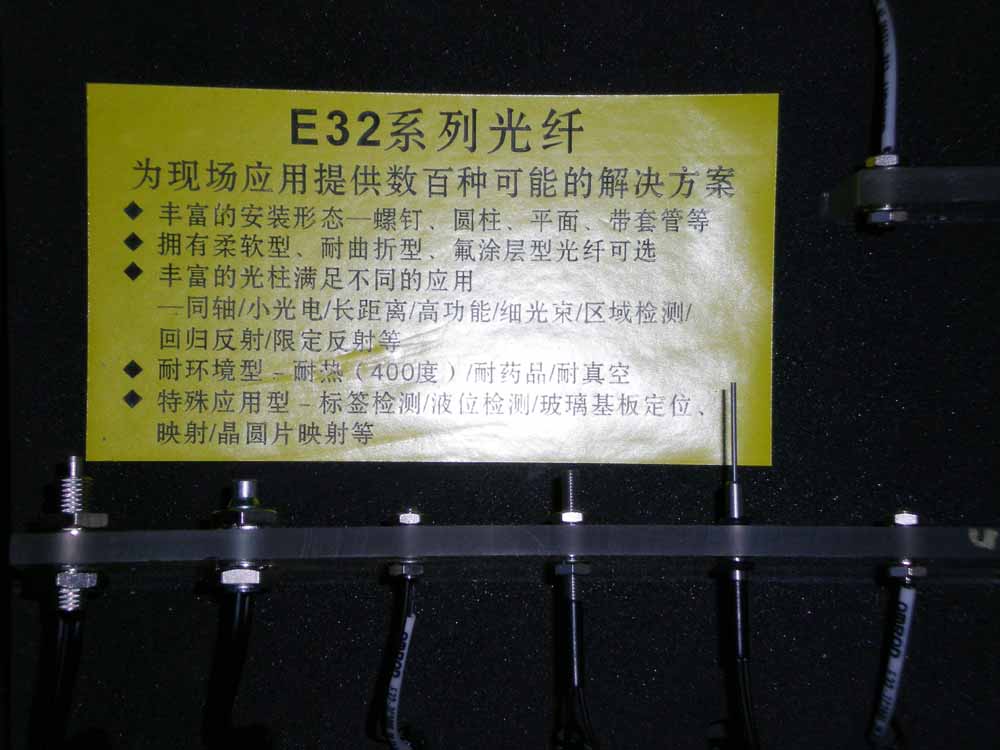 E32系列光纤
为现场应用提供数百种可能的解决方案
◆ 丰富的安装形态—螺钉、圆柱、平面、带套管等
◆ 拥有柔软型、耐曲折型、氟涂层型光纤可选
◆ 丰富的光柱满足不同的应用
—同轴/小光电/长距离/高功能/细光束/区域检测/
回归反射/限定反射等
◆ 耐环境型－耐热（400度）/耐药品/耐真空
◆ 特殊应用型－标签检测/液位检测/玻璃基板定位、
映射/晶圆片映射等
OMRON
OMRON